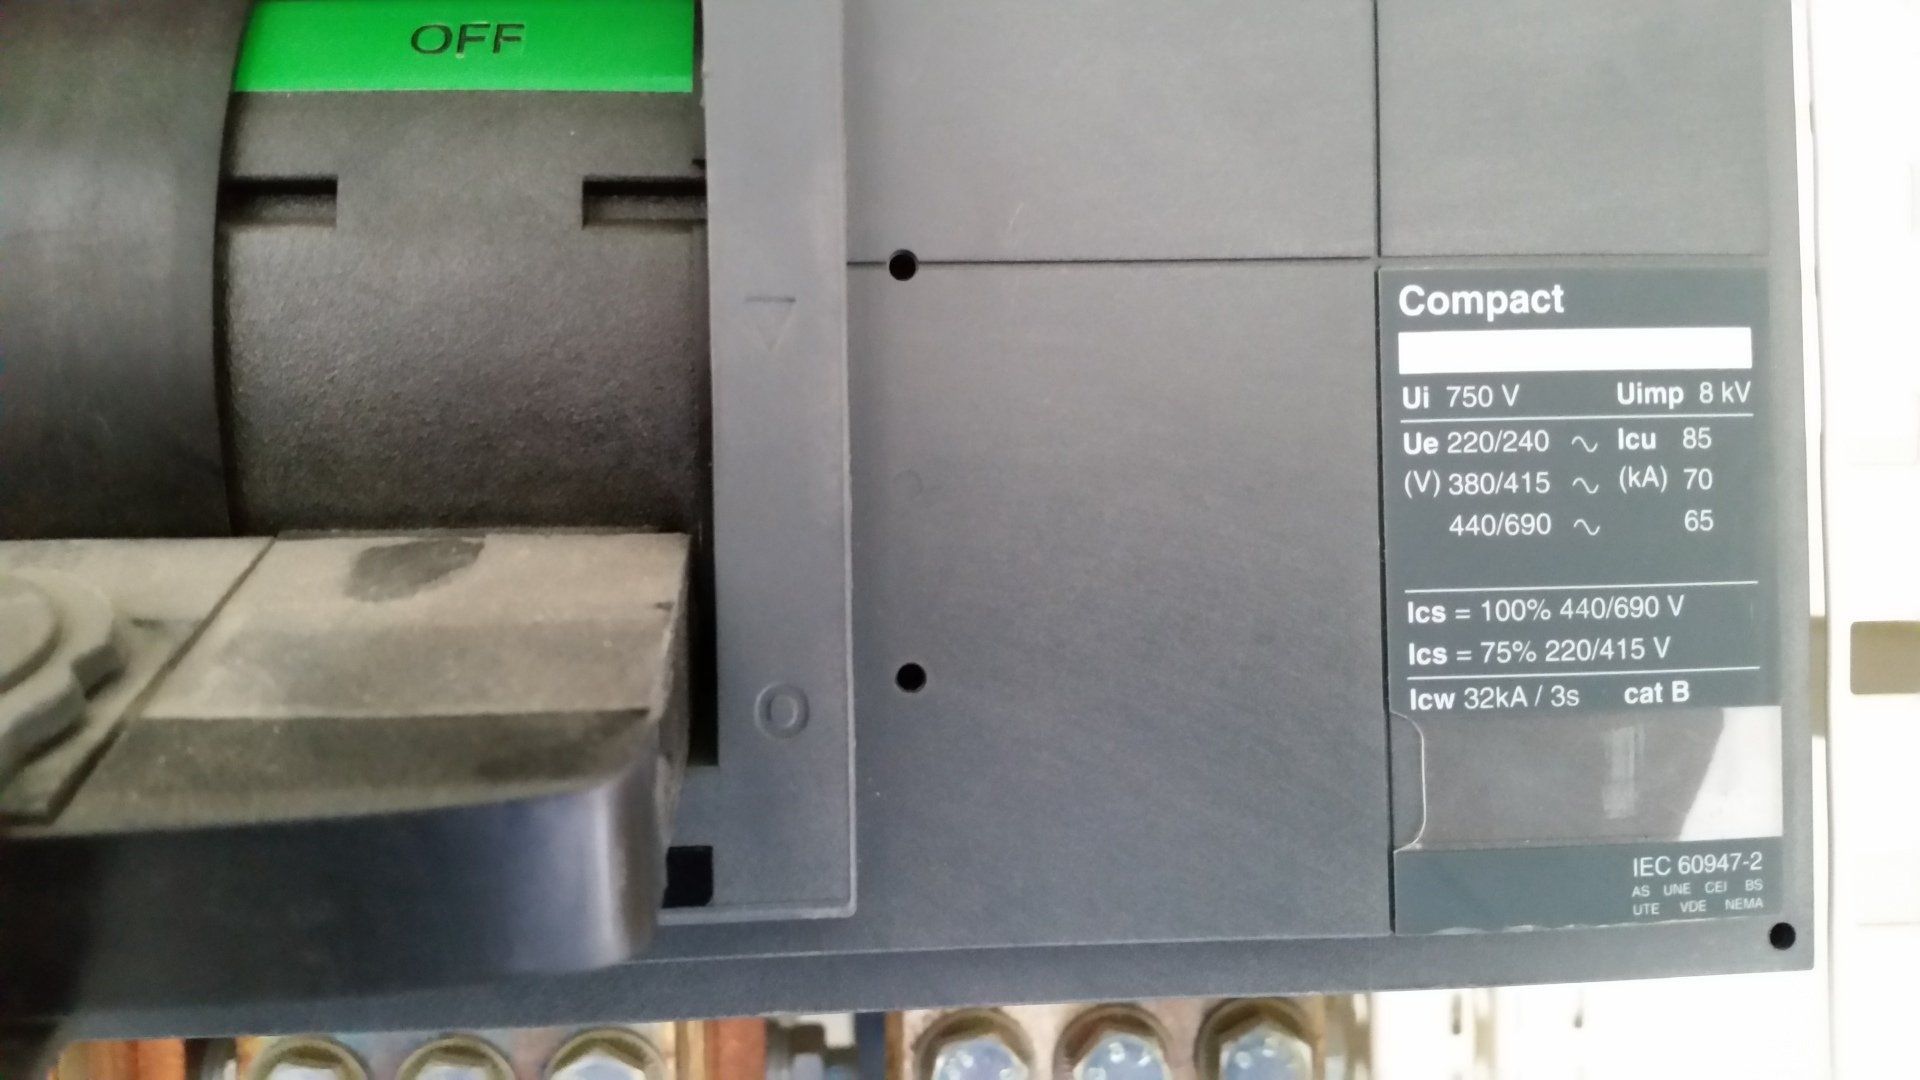 OFF
O
Compact
Ui 750 V Uimp 8 kV
Ue 220/240 ~ Icu 85
(V) 380/415 ~ (kA) 70
440/690 ~ 65
Ics = 100% 440/690 V
Ics = 75% 220/415 V
Icw 32kA / 3s cat B
IEC 60947-2
AS UNE CEI BS
UTE VDE NEMA